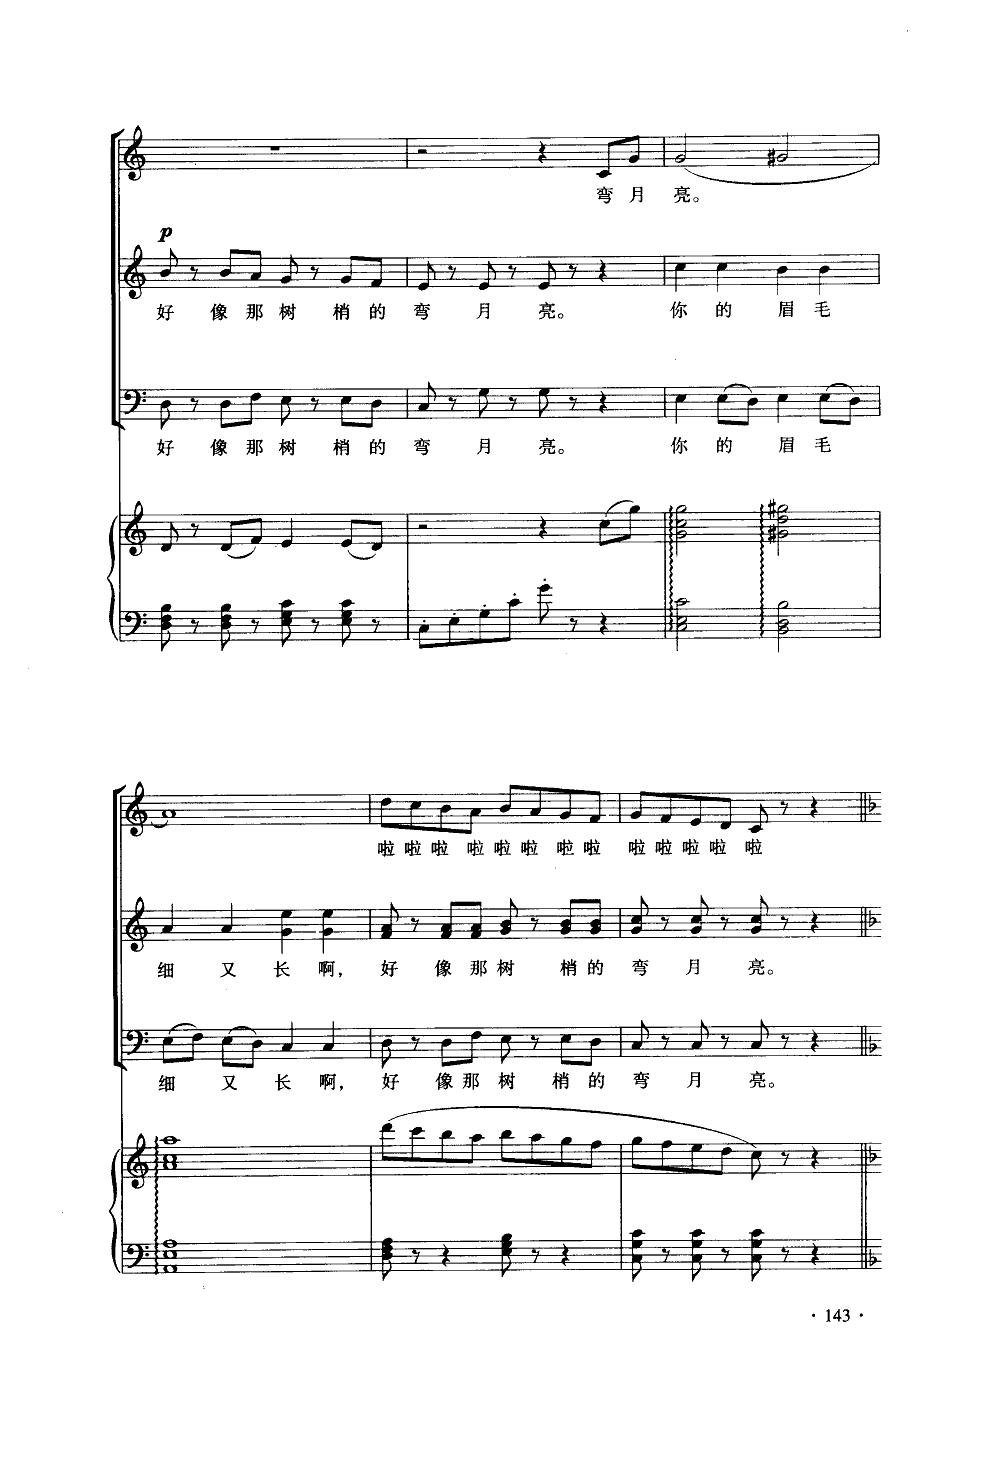 弯月 亮。
p
好 像那树 梢的弯 月 亮。 你的 眉毛
好 像那树 梢的弯 月 亮。 你的 眉毛
啦啦啦 啦啦啦 啦啦 啦啦啦啦 啦
细 又 长 啊, 好 像那树 梢的 弯 月 亮。
细 又 长 啊, 好 像那树 梢的 弯 月 亮。
· 143 ·